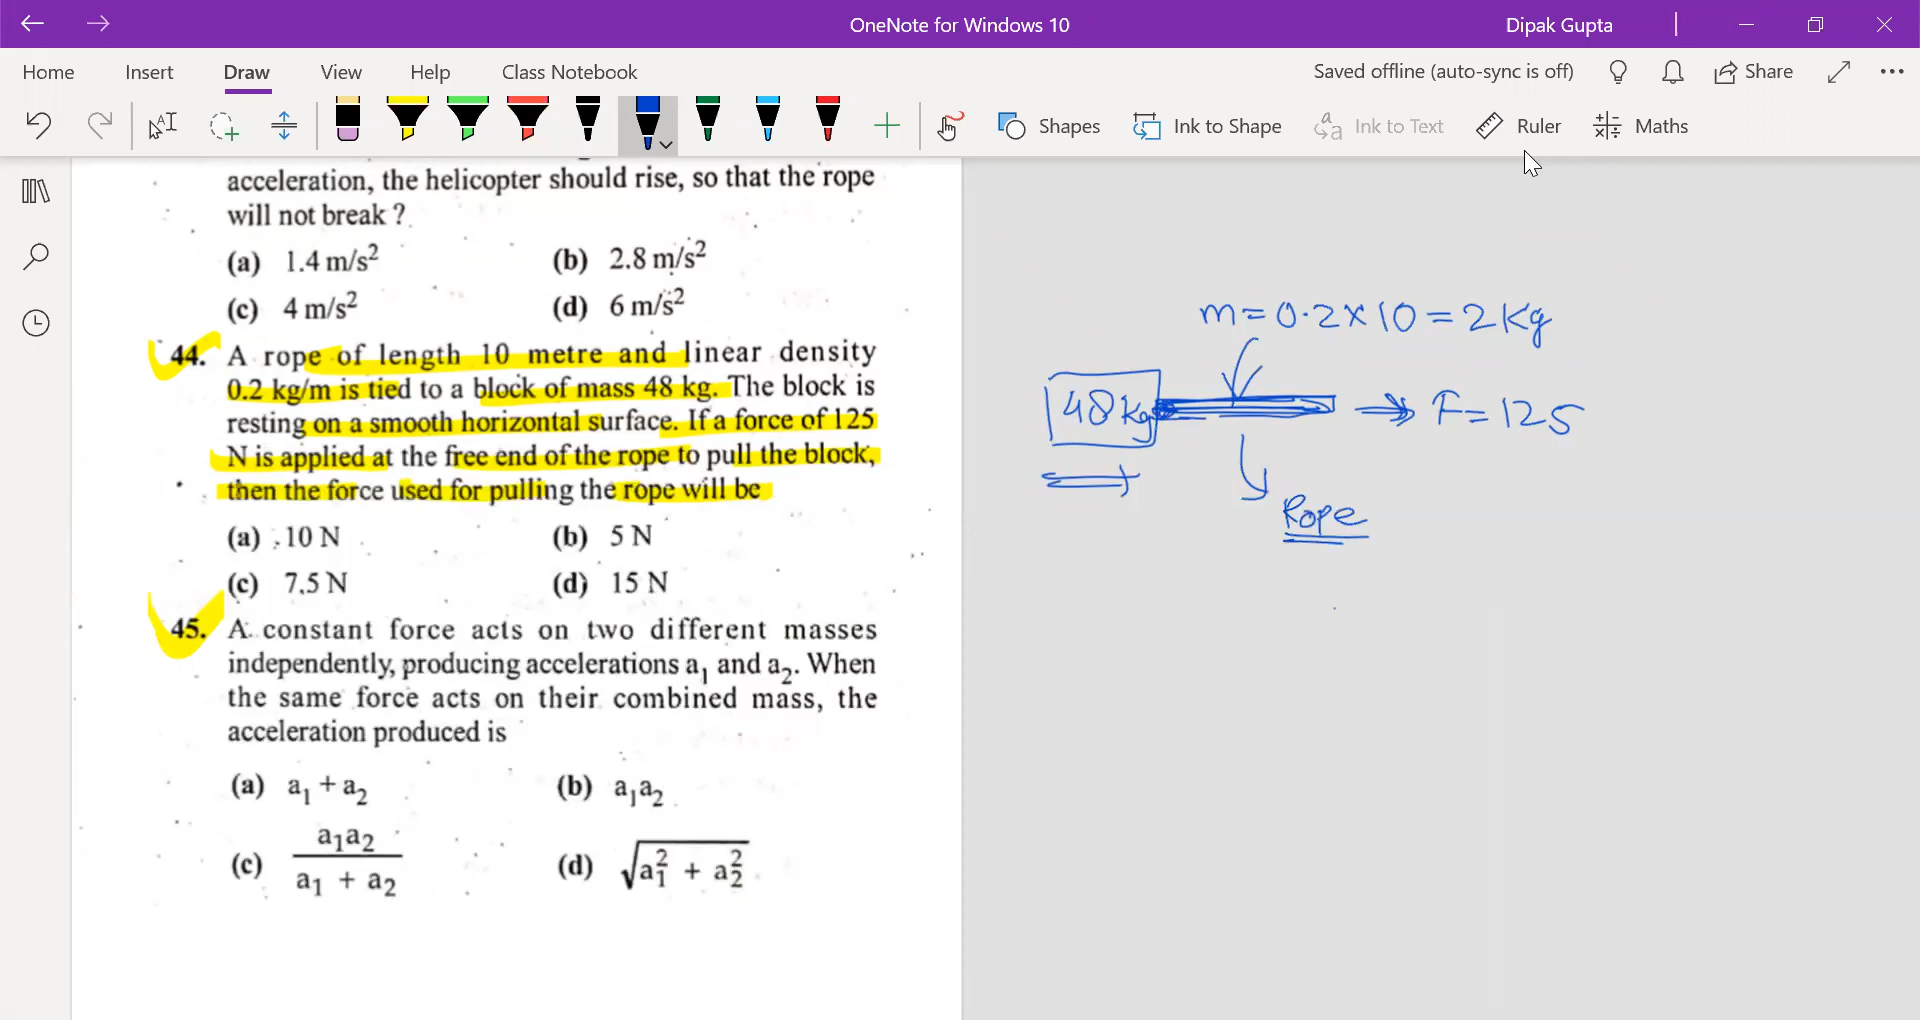 OneNote for Windows 10
Dipak Gupta
Home Insert Draw View Help Class Notebook
Saved offline (auto-sync is off) Share
Shapes Ink to Shape Ink to Text Ruler Maths
acceleration, the helicopter should rise, so that the rope
will not break ?
(a) 1.4 m/s² (b) 2.8 m/s²
(c) 4 m/s² (d) 6 m/s²
44. A rope of length 10 metre and linear density
0.2 kg/m is tied to a block of mass 48 kg. The block is
resting on a smooth horizontal surface. If a force of 125
N is applied at the free end of the rope to pull the block,
then the force used for pulling the rope will be
(a) 10 N (b) 5 N
(c) 7.5 N (d) 15 N
45. A constant force acts on two different masses
independently, producing accelerations a₁ and a₂. When
the same force acts on their combined mass, the
acceleration produced is
(a) a₁ + a₂ (b) a₁a₂
(c) a₁a₂ / a₁ + a₂ (d) √a₁² + a₂²
m = 0.2 × 10 = 2 Kg
48 Kg F = 125
Rope